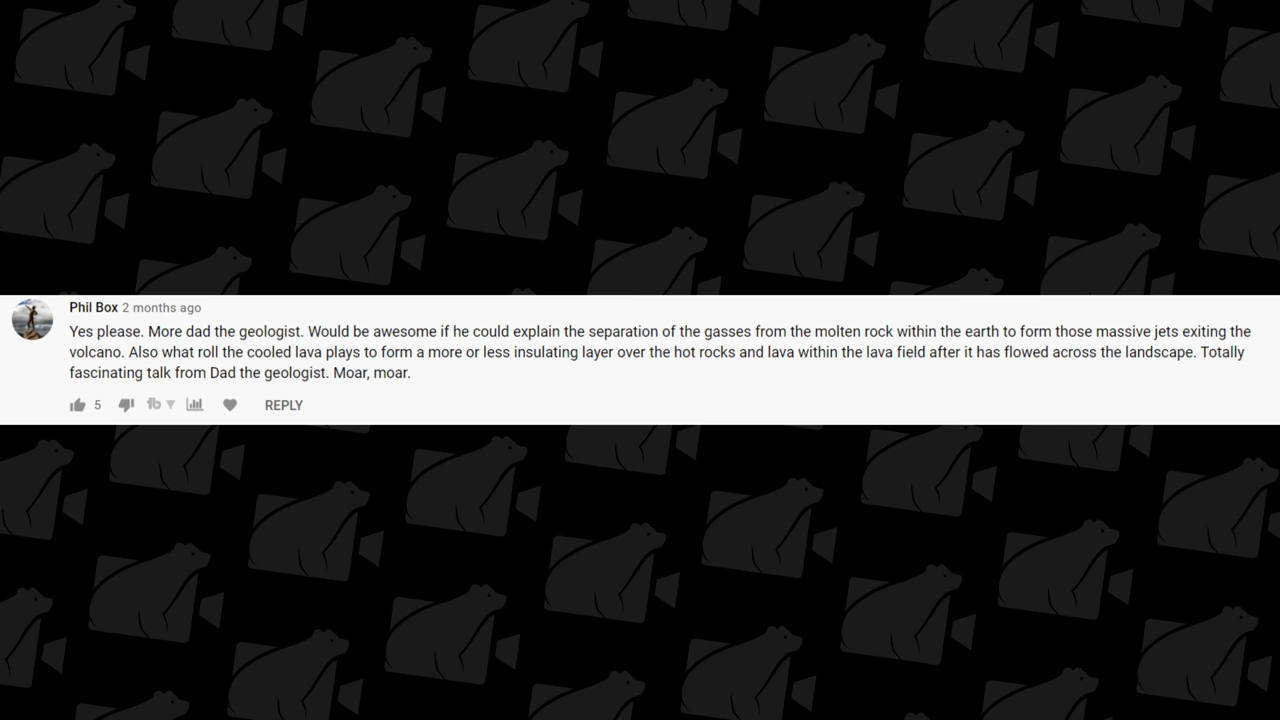 Phil Box 2 months ago
Yes please. More dad the geologist. Would be awesome if he could explain the separation of the gasses from the molten rock within the earth to form those massive jets exiting the
volcano. Also what roll the cooled lava plays to form a more or less insulating layer over the hot rocks and lava within the lava field after it has flowed across the landscape. Totally
fascinating talk from Dad the geologist. Moar, moar.
5 REPLY